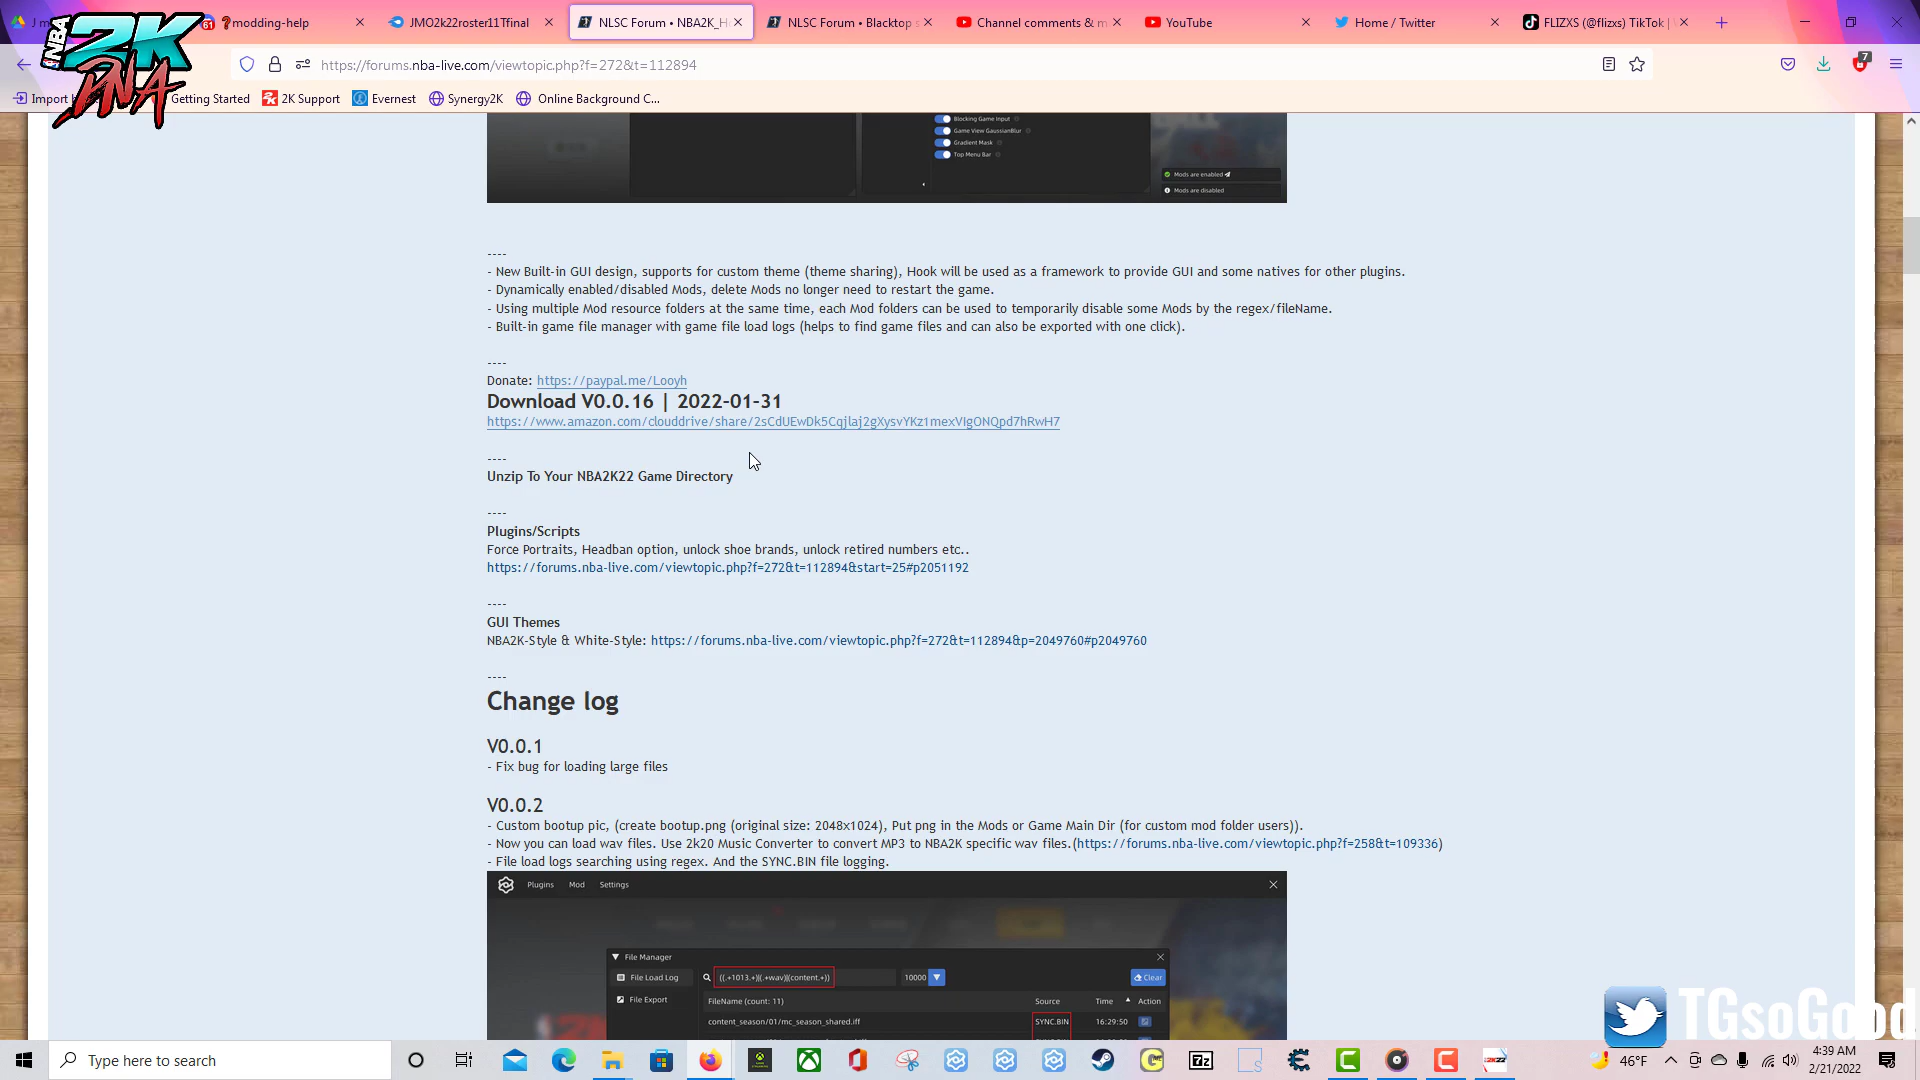 J m
61
?modding-help
JMO2k22roster11Tfinal
NLSC Forum • NBA2K_H
NLSC Forum • Blacktop s
Channel comments & m
YouTube
Home / Twitter
FLIZXS (@flizxs) TikTok |
NBA
2K
DNA
https://forums.nba-live.com/viewtopic.php?f=272&t=112894
7
Import b
Getting Started
2K Support
Evernest
Synergy2K
Online Background C...
Blocking Game Input
Game View GaussianBlur
Gradient Mask
Top Menu Bar
Mods are enabled
Mods are disabled
----
- New Built-in GUI design, supports for custom theme (theme sharing), Hook will be used as a framework to provide GUI and some natives for other plugins.
- Dynamically enabled/disabled Mods, delete Mods no longer need to restart the game.
- Using multiple Mod resource folders at the same time, each Mod folders can be used to temporarily disable some Mods by the regex/fileName.
- Built-in game file manager with game file load logs (helps to find game files and can also be exported with one click).
----
Donate: https://paypal.me/Looyh
Download V0.0.16 | 2022-01-31
https://www.amazon.com/clouddrive/share/2sCdUEwDk5Cqjlaj2gXysvYKz1mexVIgONQpd7hRwH7
----
Unzip To Your NBA2K22 Game Directory
----
Plugins/Scripts
Force Portraits, Headban option, unlock shoe brands, unlock retired numbers etc..
https://forums.nba-live.com/viewtopic.php?f=272&t=112894&start=25#p2051192
----
GUI Themes
NBA2K-Style & White-Style: https://forums.nba-live.com/viewtopic.php?f=272&t=112894&p=2049760#p2049760
----
Change log
V0.0.1
- Fix bug for loading large files
V0.0.2
- Custom bootup pic, (create bootup.png (original size: 2048x1024), Put png in the Mods or Game Main Dir (for custom mod folder users)).
- Now you can load wav files. Use 2k20 Music Converter to convert MP3 to NBA2K specific wav files.(https://forums.nba-live.com/viewtopic.php?f=258&t=109336)
- File load logs searching using regex. And the SYNC.BIN file logging.
Plugins Mod Settings
File Manager
File Load Log
((.+1013.+)|(.+wav)|(content.+))
10000
Clear
File Export
FileName (count: 11) Source Time Action
content_season/01/mc_season_shared.iff SYNC.BIN 16:29:50
TGsoGood
Type here to search
46°F
4:39 AM
2/21/2022